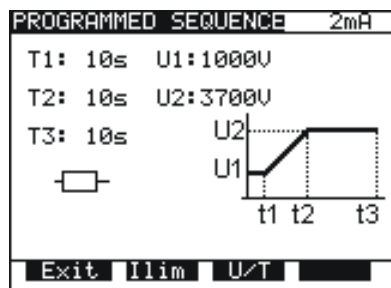 PROGRAMMED SEQUENCE 2mA
T1: 10s U1:1000V
T2: 10s U2:3700V
T3: 10s
U2
U1
t1 t2 t3
Exit Ilim U/T